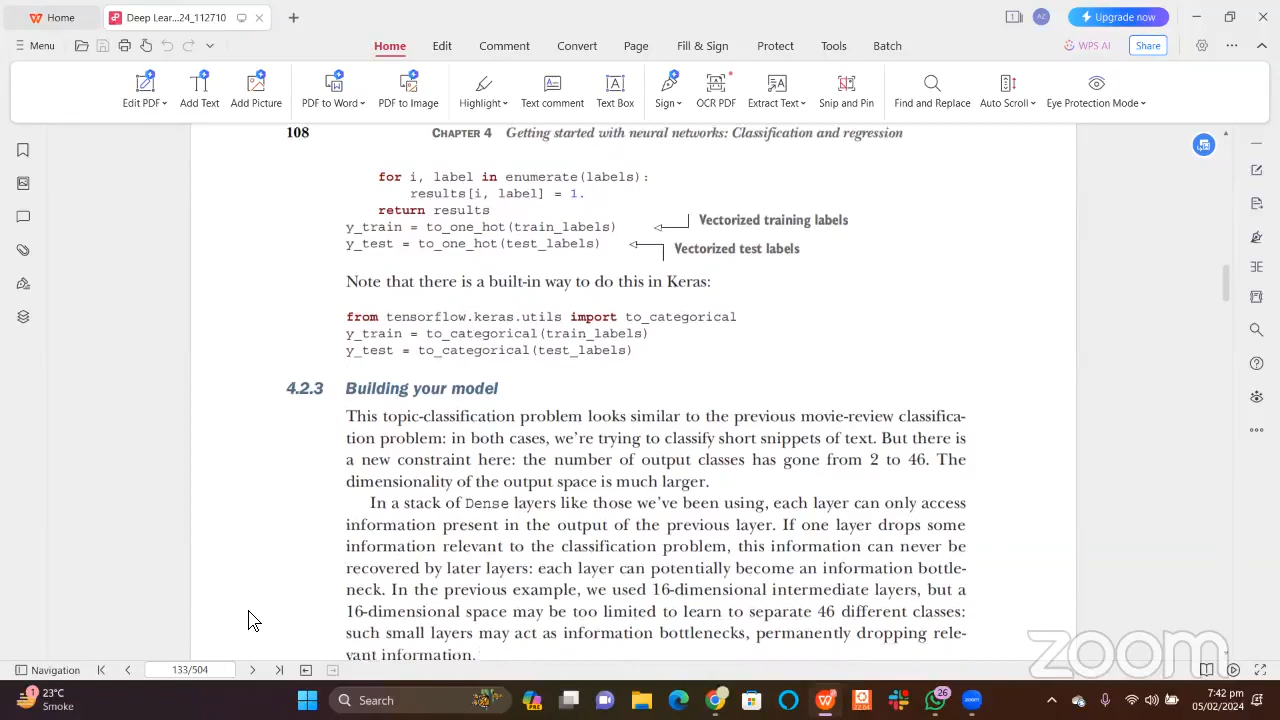 Home
Deep Lear...24_112710
Upgrade now
Menu
Home
Edit
Comment
Convert
Page
Fill & Sign
Protect
Tools
Batch
WPS AI
Share
Edit PDF
Add Text
Add Picture
PDF to Word
PDF to Image
Highlight
Text comment
Text Box
Sign
OCR PDF
Extract Text
Snip and Pin
Find and Replace
Auto Scroll
Eye Protection Mode
108 CHAPTER 4 Getting started with neural networks: Classification and regression
for i, label in enumerate(labels):
results[i, label] = 1.
return results
y_train = to_one_hot(train_labels) Vectorized training labels
y_test = to_one_hot(test_labels) Vectorized test labels
Note that there is a built-in way to do this in Keras:
from tensorflow.keras.utils import to_categorical
y_train = to_categorical(train_labels)
y_test = to_categorical(test_labels)
4.2.3 Building your model
This topic-classification problem looks similar to the previous movie-review classifica-
tion problem: in both cases, we're trying to classify short snippets of text. But there is
a new constraint here: the number of output classes has gone from 2 to 46. The
dimensionality of the output space is much larger.
In a stack of Dense layers like those we've been using, each layer can only access
information present in the output of the previous layer. If one layer drops some
information relevant to the classification problem, this information can never be
recovered by later layers: each layer can potentially become an information bottle-
neck. In the previous example, we used 16-dimensional intermediate layers, but a
16-dimensional space may be too limited to learn to separate 46 different classes:
such small layers may act as information bottlenecks, permanently dropping rele-
vant information.
zoom
Navigation
133/504
23°C
Smoke
Search
26
7:42 pm
05/02/2024